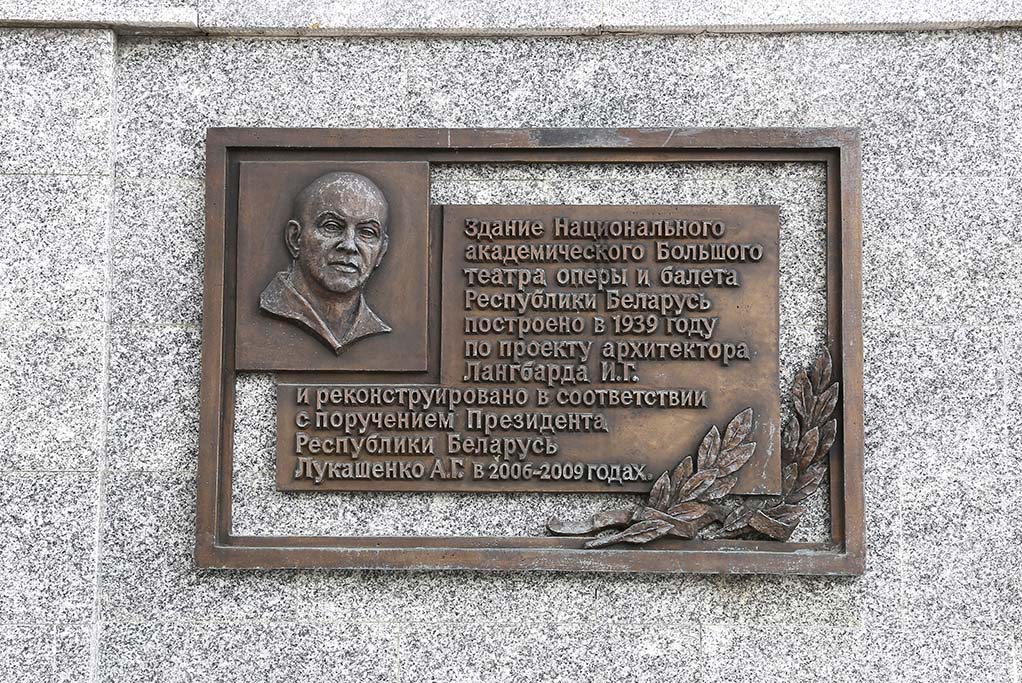 Здание Национального
академического Большого
театра оперы и балета
Республики Беларусь
построено в 1939 году
по проекту архитектора
Лангбарда И.Г.
и реконструировано в соответствии
с поручением Президента
Республики Беларусь
Лукашенко А.Г. в 2006-2009 годах.